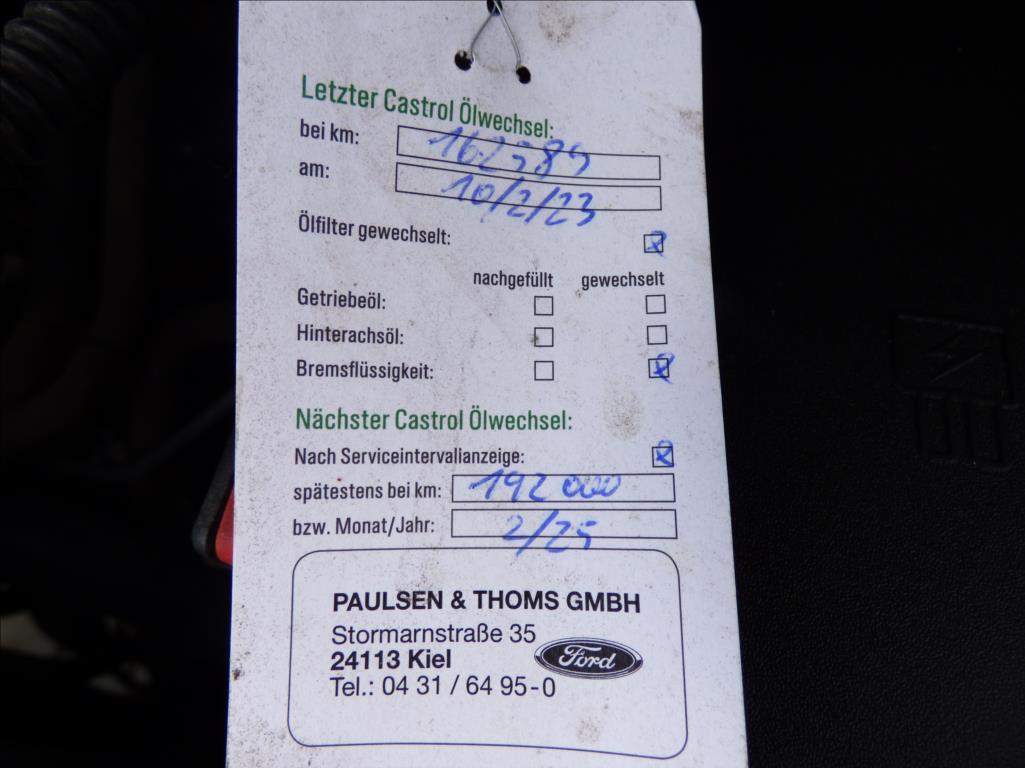 Letzter Castrol Ölwechsel:
bei km: 162989
am: 10/2/23
Ölfilter gewechselt:
nachgefüllt gewechselt
Getriebeöl:
Hinterachsöl:
Bremsflüssigkeit:
Nächster Castrol Ölwechsel:
Nach Serviceintervallanzeige:
spätestens bei km: 192 000
bzw. Monat/Jahr: 2/25
PAULSEN & THOMS GMBH
Stormarnstraße 35
24113 Kiel
Ford
Tel.: 04 31 / 64 95-0